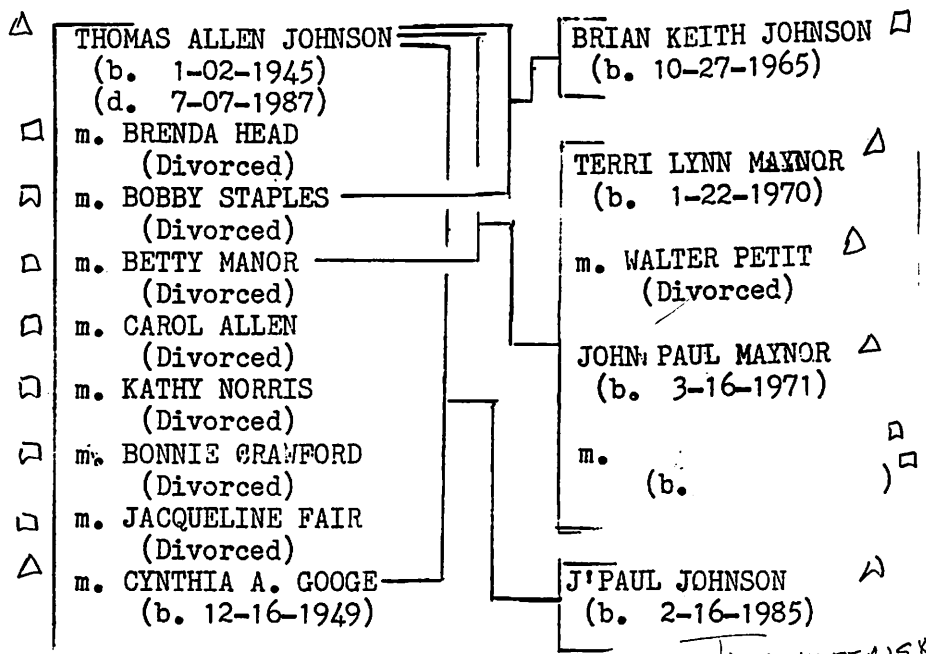 THOMAS ALLEN JOHNSON
(b. 1-02-1945)
(d. 7-07-1987)
m. BRENDA HEAD
(Divorced)
m. BOBBY STAPLES
(Divorced)
m. BETTY MANOR
(Divorced)
m. CAROL ALLEN
(Divorced)
m. KATHY NORRIS
(Divorced)
m. BONNIE CRAWFORD
(Divorced)
m. JACQUELINE FAIR
(Divorced)
m. CYNTHIA A. GOOGE
(b. 12-16-1949)
BRIAN KEITH JOHNSON
(b. 10-27-1965)
TERRI LYNN MAYNOR
(b. 1-22-1970)
m. WALTER PETIT
(Divorced)
JOHN PAUL MAYNOR
(b. 3-16-1971)
m.
(b. )
J'PAUL JOHNSON
(b. 2-16-1985)